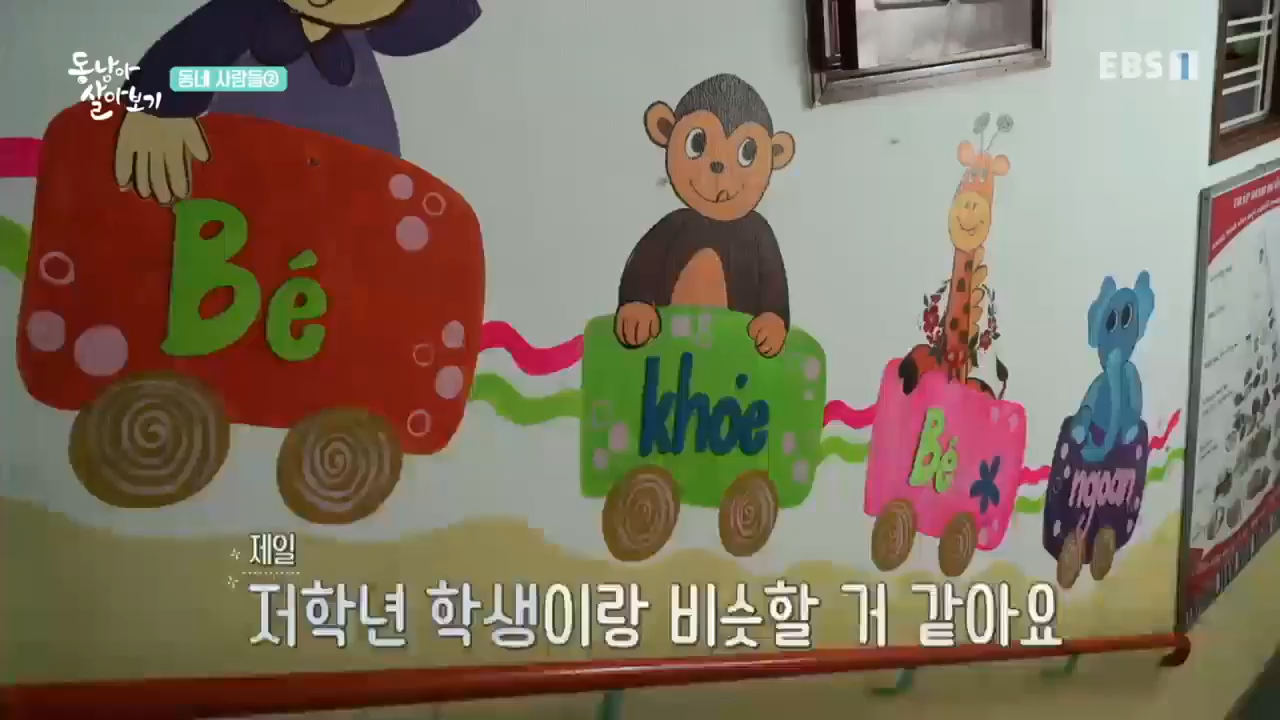 동남아
살아보기
동네 사람들②
EBS 1
Bé
khỏe
Bé
ngoan
제일
저학년 학생이랑 비슷할 거 같아요